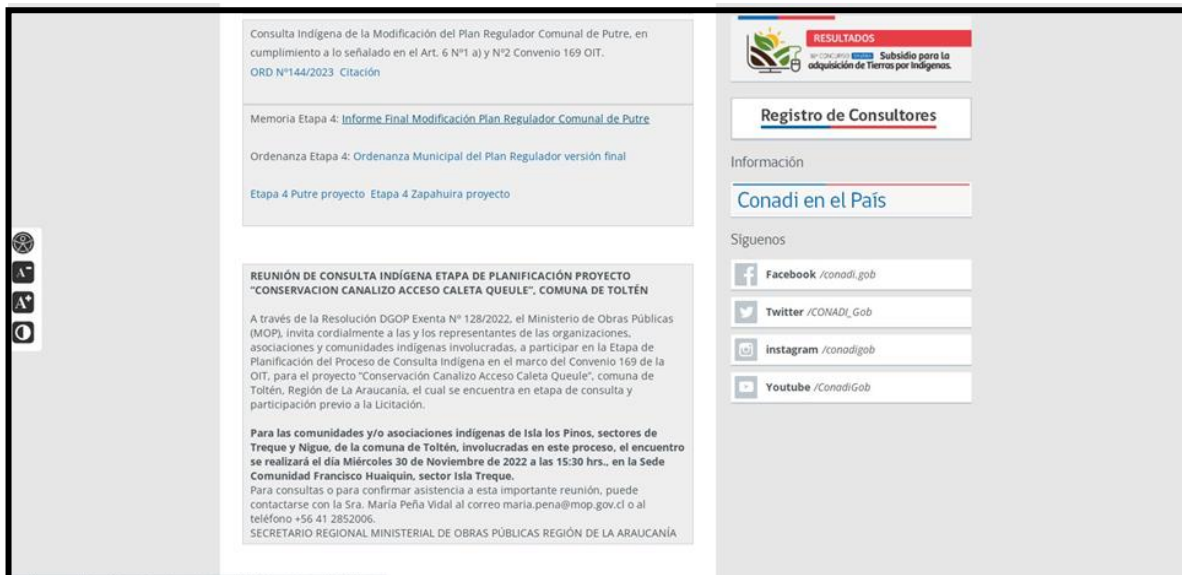 Consulta Indígena de la Modificación del Plan Regulador Comunal de Putre, en
cumplimiento a lo señalado en el Art. 6 Nº1 a) y Nº2 Convenio 169 OIT.
ORD Nº144/2023 Citación
Memoria Etapa 4: Informe Final Modificación Plan Regulador Comunal de Putre
Ordenanza Etapa 4: Ordenanza Municipal del Plan Regulador versión final
Etapa 4 Putre proyecto Etapa 4 Zapahuira proyecto
REUNIÓN DE CONSULTA INDÍGENA ETAPA DE PLANIFICACIÓN PROYECTO
“CONSERVACION CANALIZO ACCESO CALETA QUEULE”, COMUNA DE TOLTÉN
A través de la Resolución DGOP Exenta Nº 128/2022, el Ministerio de Obras Públicas
(MOP), invita cordialmente a las y los representantes de las organizaciones,
asociaciones y comunidades indígenas involucradas, a participar en la Etapa de
Planificación del Proceso de Consulta Indígena en el marco del Convenio 169 de la
OIT, para el proyecto “Conservación Canalizo Acceso Caleta Queule”, comuna de
Toltén, Región de La Araucanía, el cual se encuentra en etapa de consulta y
participación previo a la Licitación.
Para las comunidades y/o asociaciones indígenas de Isla los Pinos, sectores de
Treque y Nigue, de la comuna de Toltén, involucradas en este proceso, el encuentro
se realizará el día Miércoles 30 de Noviembre de 2022 a las 15:30 hrs., en la Sede
Comunidad Francisco Huaiquin, sector Isla Treque.
Para consultas o para confirmar asistencia a esta importante reunión, puede
contactarse con la Sra. María Peña Vidal al correo maria.pena@mop.gov.cl o al
teléfono +56 41 2852006.
SECRETARIO REGIONAL MINISTERIAL DE OBRAS PÚBLICAS REGIÓN DE LA ARAUCANÍA
RESULTADOS
CONCURSO Subsidio para la
adquisición de Tierras por Indígenas.
Registro de Consultores
Información
Conadi en el País
Síguenos
Facebook /conadi.gob
Twitter /CONADI_Gob
instagram /conadigob
Youtube /ConadiGob
A-
A+